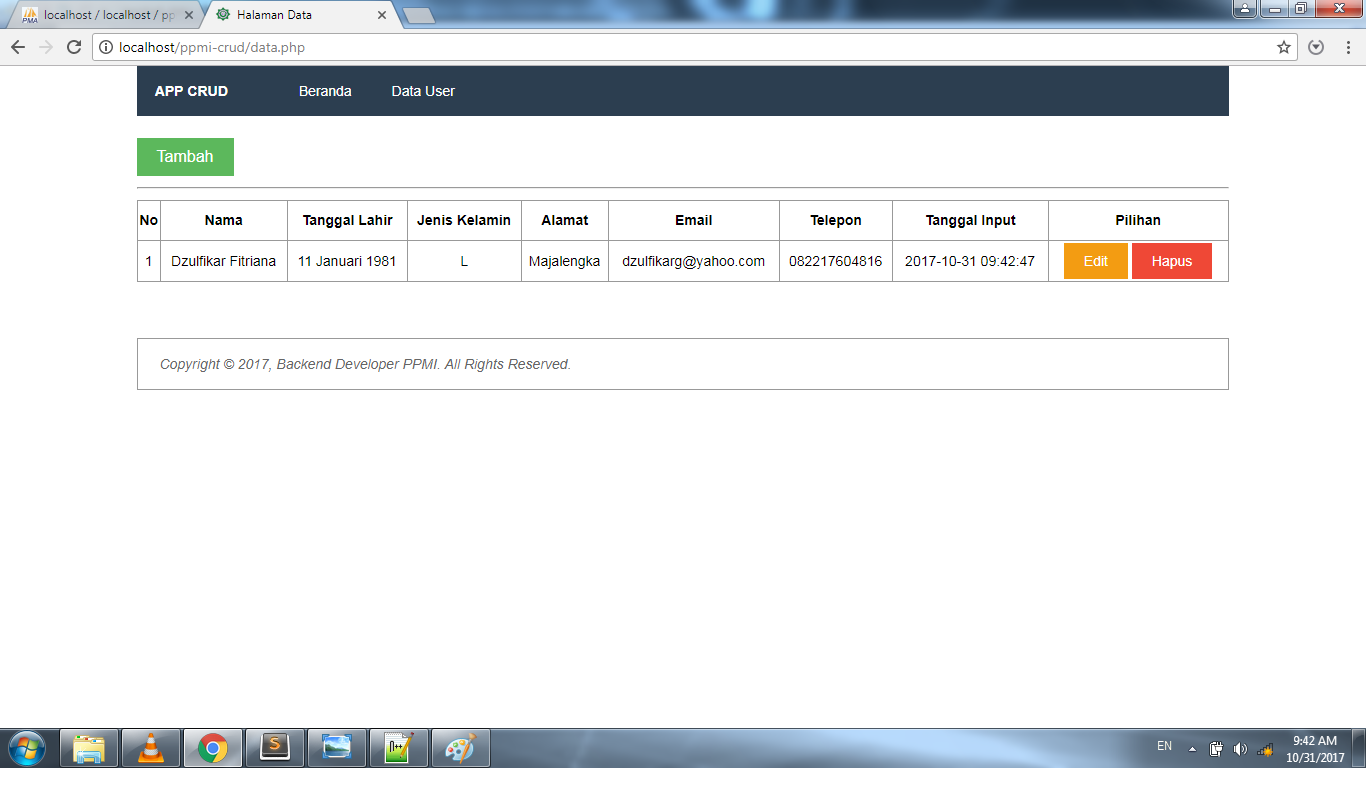 localhost / localhost / pp
Halaman Data
localhost/ppmi-crud/data.php
APP CRUD Beranda Data User
Tambah
No Nama Tanggal Lahir Jenis Kelamin Alamat Email Telepon Tanggal Input Pilihan
1 Dzulfikar Fitriana 11 Januari 1981 L Majalengka dzulfikarg@yahoo.com 082217604816 2017-10-31 09:42:47 Edit Hapus
Copyright © 2017, Backend Developer PPMI. All Rights Reserved.
EN
9:42 AM
10/31/2017